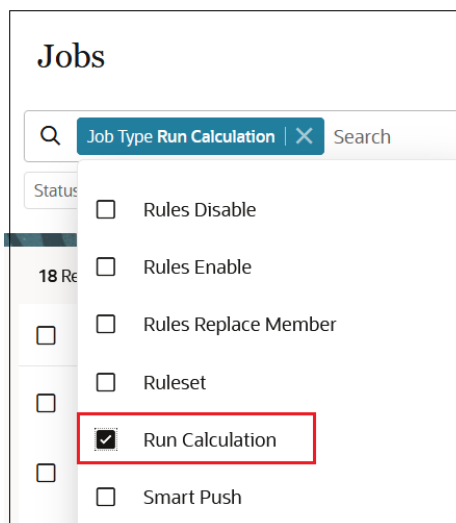 Jobs
Job Type Run Calculation Search
Status
Rules Disable
18 Re
Rules Enable
Rules Replace Member
Ruleset
Run Calculation
Smart Push